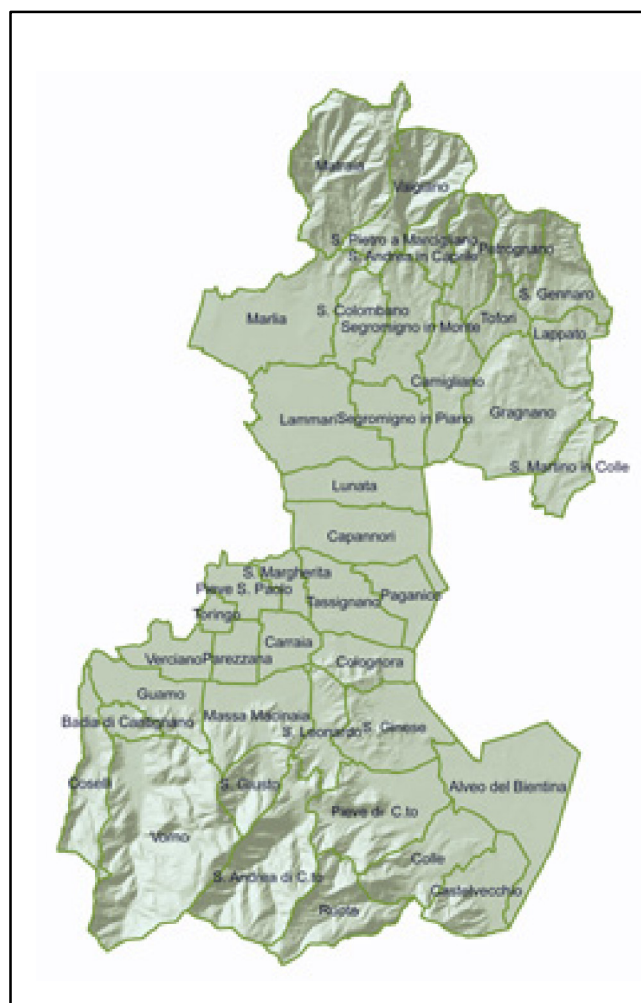 Matraia
Valgiano
S. Pietro a Marcigliano
S. Andrea in Caprile
Petrognano
S. Gennaro
S. Colombano
Marlia
Segromigno in Monte
Tofori
Lappato
Camigliano
Gragnano
Lammari
Segromigno in Piano
S. Martino in Colle
Lunata
Capannori
S. Margherita
Pieve S. Paolo
Paganico
Tassignano
Toringo
Carraia
Verciano
Parezzana
Colognora
Guamo
Massa Macinaia
Badia di Cantignano
S. Leonardo
S. Ginese
Coselli
S. Giusto
Alveo del Bientina
Vorno
Pieve di C.to
Colle
S. Andrea di C.to
Castelvecchio
Ruota